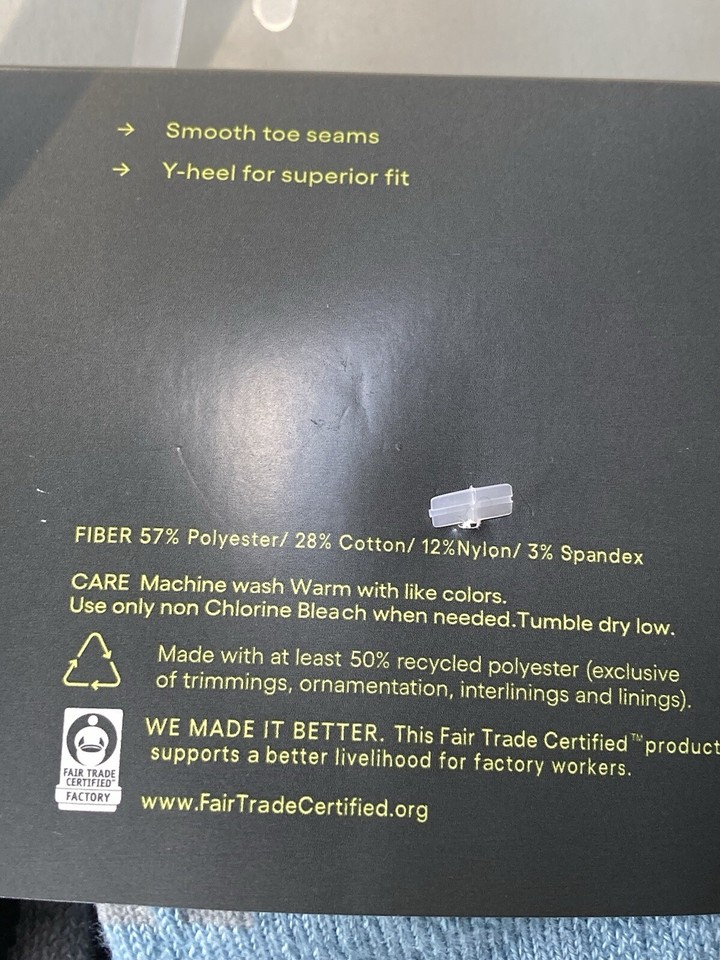 → Smooth toe seams
→ Y-heel for superior fit
FIBER 57% Polyester/ 28% Cotton/ 12%Nylon/ 3% Spandex
CARE Machine wash Warm with like colors.
Use only non Chlorine Bleach when needed.Tumble dry low.
Made with at least 50% recycled polyester (exclusive
of trimmings, ornamentation, interlinings and linings).
WE MADE IT BETTER. This Fair Trade Certified™ product
supports a better livelihood for factory workers.
FAIR TRADE
CERTIFIED™
FACTORY
www.FairTradeCertified.org